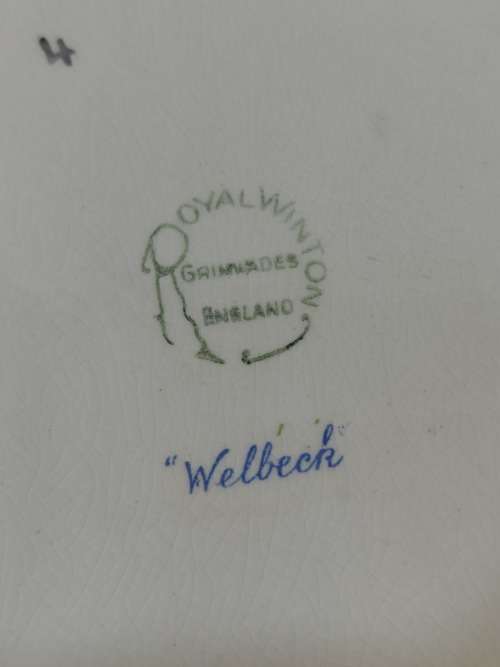 4
ROYAL WINTON
GRIMWADES
ENGLAND
"Welbeck"